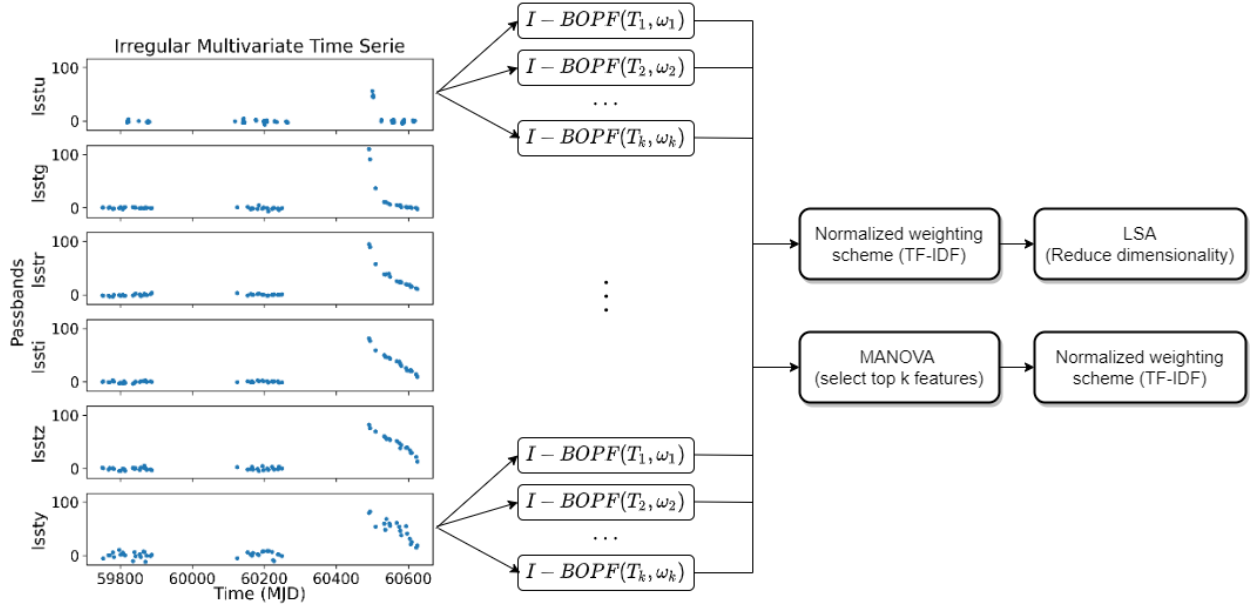 Irregular Multivariate Time Serie
Passbands
lsstu
100
0
lsstg
100
0
lsstr
100
0
lssti
100
0
lsstz
100
0
lssty
100
0
59800 60000 60200 60400 60600
Time (MJD)
I − BOPF(T₁, ω₁)
I − BOPF(T₂, ω₂)
...
I − BOPF(Tₖ, ωₖ)
⋮
I − BOPF(T₁, ω₁)
I − BOPF(T₂, ω₂)
...
I − BOPF(Tₖ, ωₖ)
Normalized weighting
scheme (TF-IDF)
LSA
(Reduce dimensionality)
MANOVA
(select top k features)
Normalized weighting
scheme (TF-IDF)